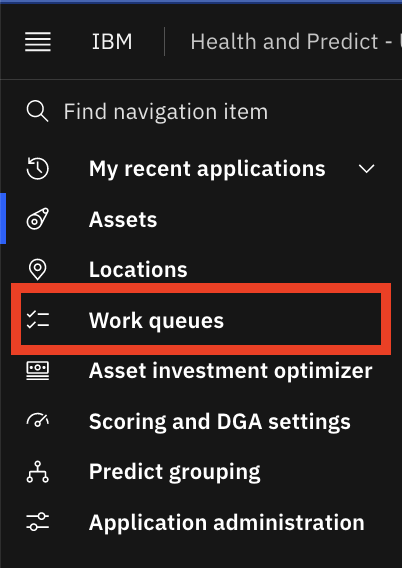 IBM Health and Predict -
Find navigation item
My recent applications
Assets
Locations
Work queues
Asset investment optimizer
Scoring and DGA settings
Predict grouping
Application administration